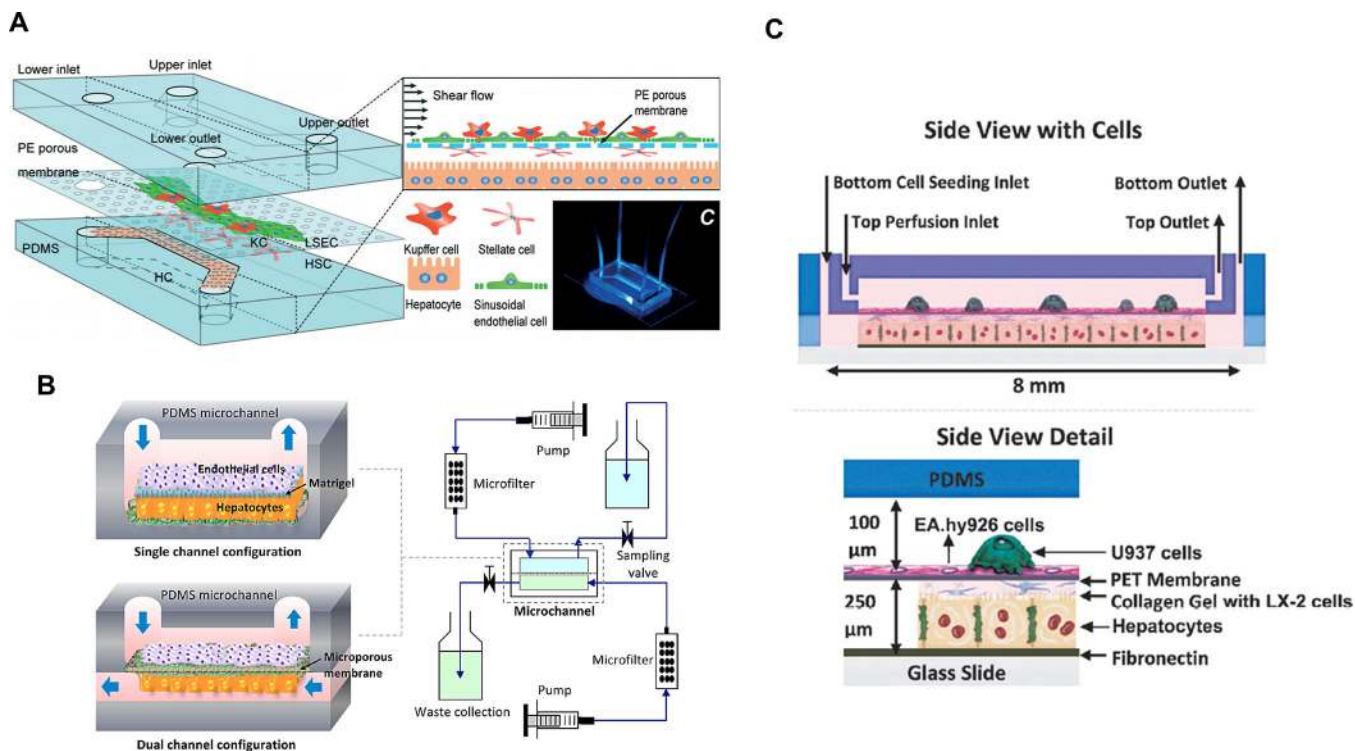 A
Lower inlet
Upper inlet
Lower outlet
Upper outlet
PE porous
membrane
PDMS
HC
KC
LSEC
HSC
Shear flow
PE porous
membrane
Kupffer cell
Stellate cell
Hepatocyte
Sinusoidal
endothelial cell
C
B
PDMS microchannel
Endothelial cells
Matrigel
Hepatocytes
Single channel configuration
PDMS microchannel
Microporous
membrane
Dual channel configuration
Pump
Microfilter
Sampling
valve
Microchannel
Microfilter
Waste collection
Pump
C
Side View with Cells
Bottom Cell Seeding Inlet
Bottom Outlet
Top Perfusion Inlet
Top Outlet
8 mm
Side View Detail
PDMS
100
μm
EA.hy926 cells
U937 cells
PET Membrane
250
μm
Collagen Gel with LX-2 cells
Hepatocytes
Fibronectin
Glass Slide